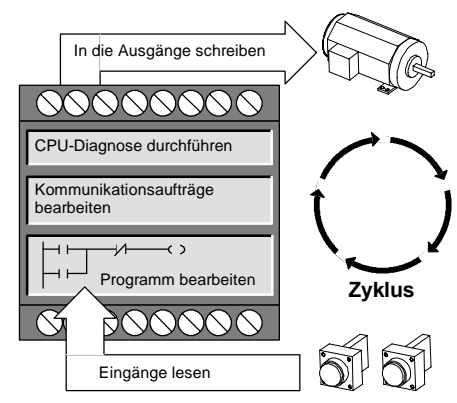 In die Ausgänge schreiben
CPU-Diagnose durchführen
Kommunikationsaufträge
bearbeiten
Programm bearbeiten
Zyklus
Eingänge lesen